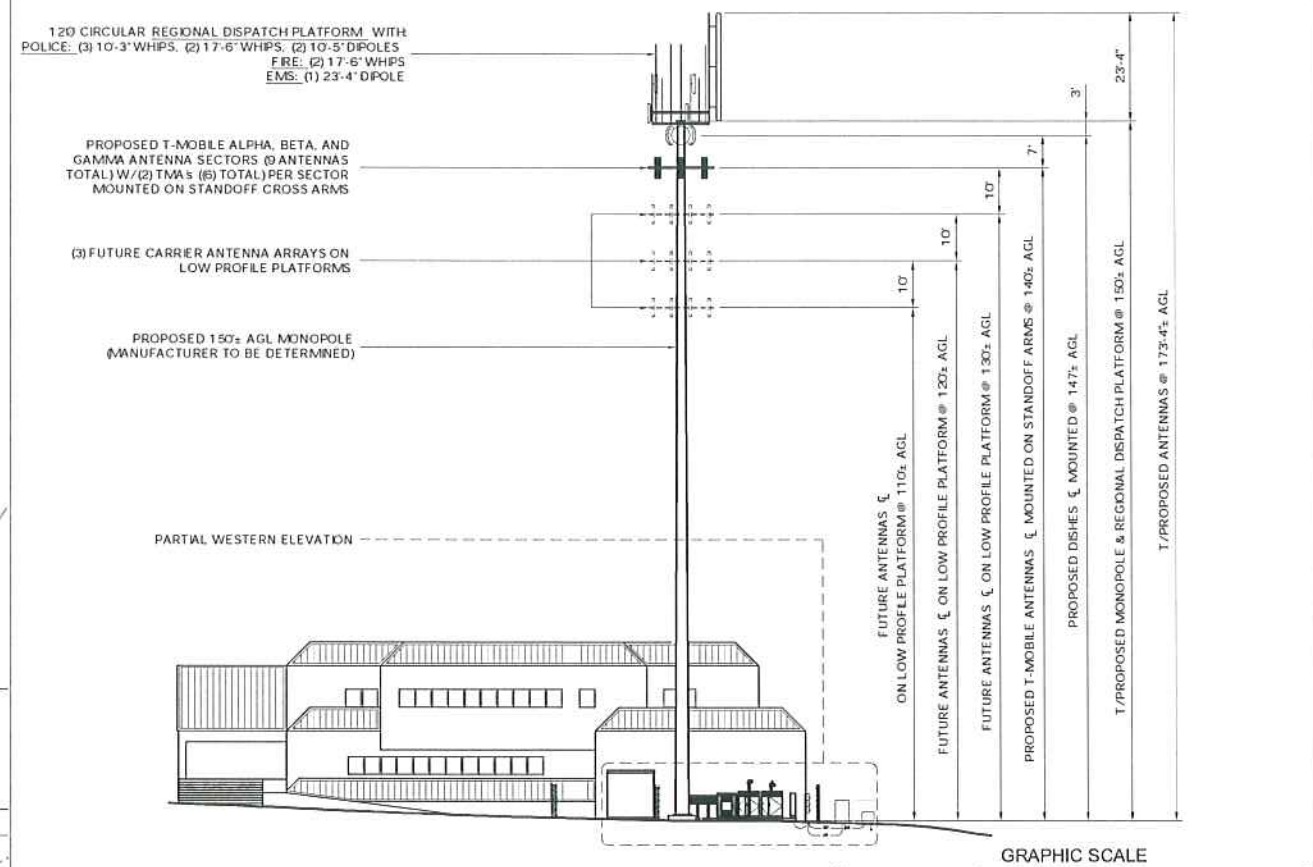 12'Ø CIRCULAR REGIONAL DISPATCH PLATFORM WITH:
POLICE: (3) 10'-3" WHIPS, (2) 17'-6" WHIPS, (2) 10'-5" DIPOLES
FIRE: (2) 17'-6" WHIPS
EMS: (1) 23'-4" DIPOLE
PROPOSED T-MOBILE ALPHA, BETA, AND
GAMMA ANTENNA SECTORS (9 ANTENNAS
TOTAL) W/(2) TMA's ((6) TOTAL) PER SECTOR
MOUNTED ON STANDOFF CROSS ARMS
(3) FUTURE CARRIER ANTENNA ARRAYS ON
LOW PROFILE PLATFORMS
PROPOSED 150'± AGL MONOPOLE
(MANUFACTURER TO BE DETERMINED)
PARTIAL WESTERN ELEVATION
10'
10'
10'
7'
3'
23'-4"
FUTURE ANTENNAS ℄
ON LOW PROFILE PLATFORM @ 110'± AGL
FUTURE ANTENNAS ℄ ON LOW PROFILE PLATFORM @ 120'± AGL
FUTURE ANTENNAS ℄ ON LOW PROFILE PLATFORM @ 130'± AGL
PROPOSED T-MOBILE ANTENNAS ℄ MOUNTED ON STANDOFF ARMS @ 140'± AGL
PROPOSED DISHES ℄ MOUNTED @ 147'± AGL
T/PROPOSED MONOPOLE & REGIONAL DISPATCH PLATFORM @ 150'± AGL
T/PROPOSED ANTENNAS @ 173'-4"± AGL
GRAPHIC SCALE